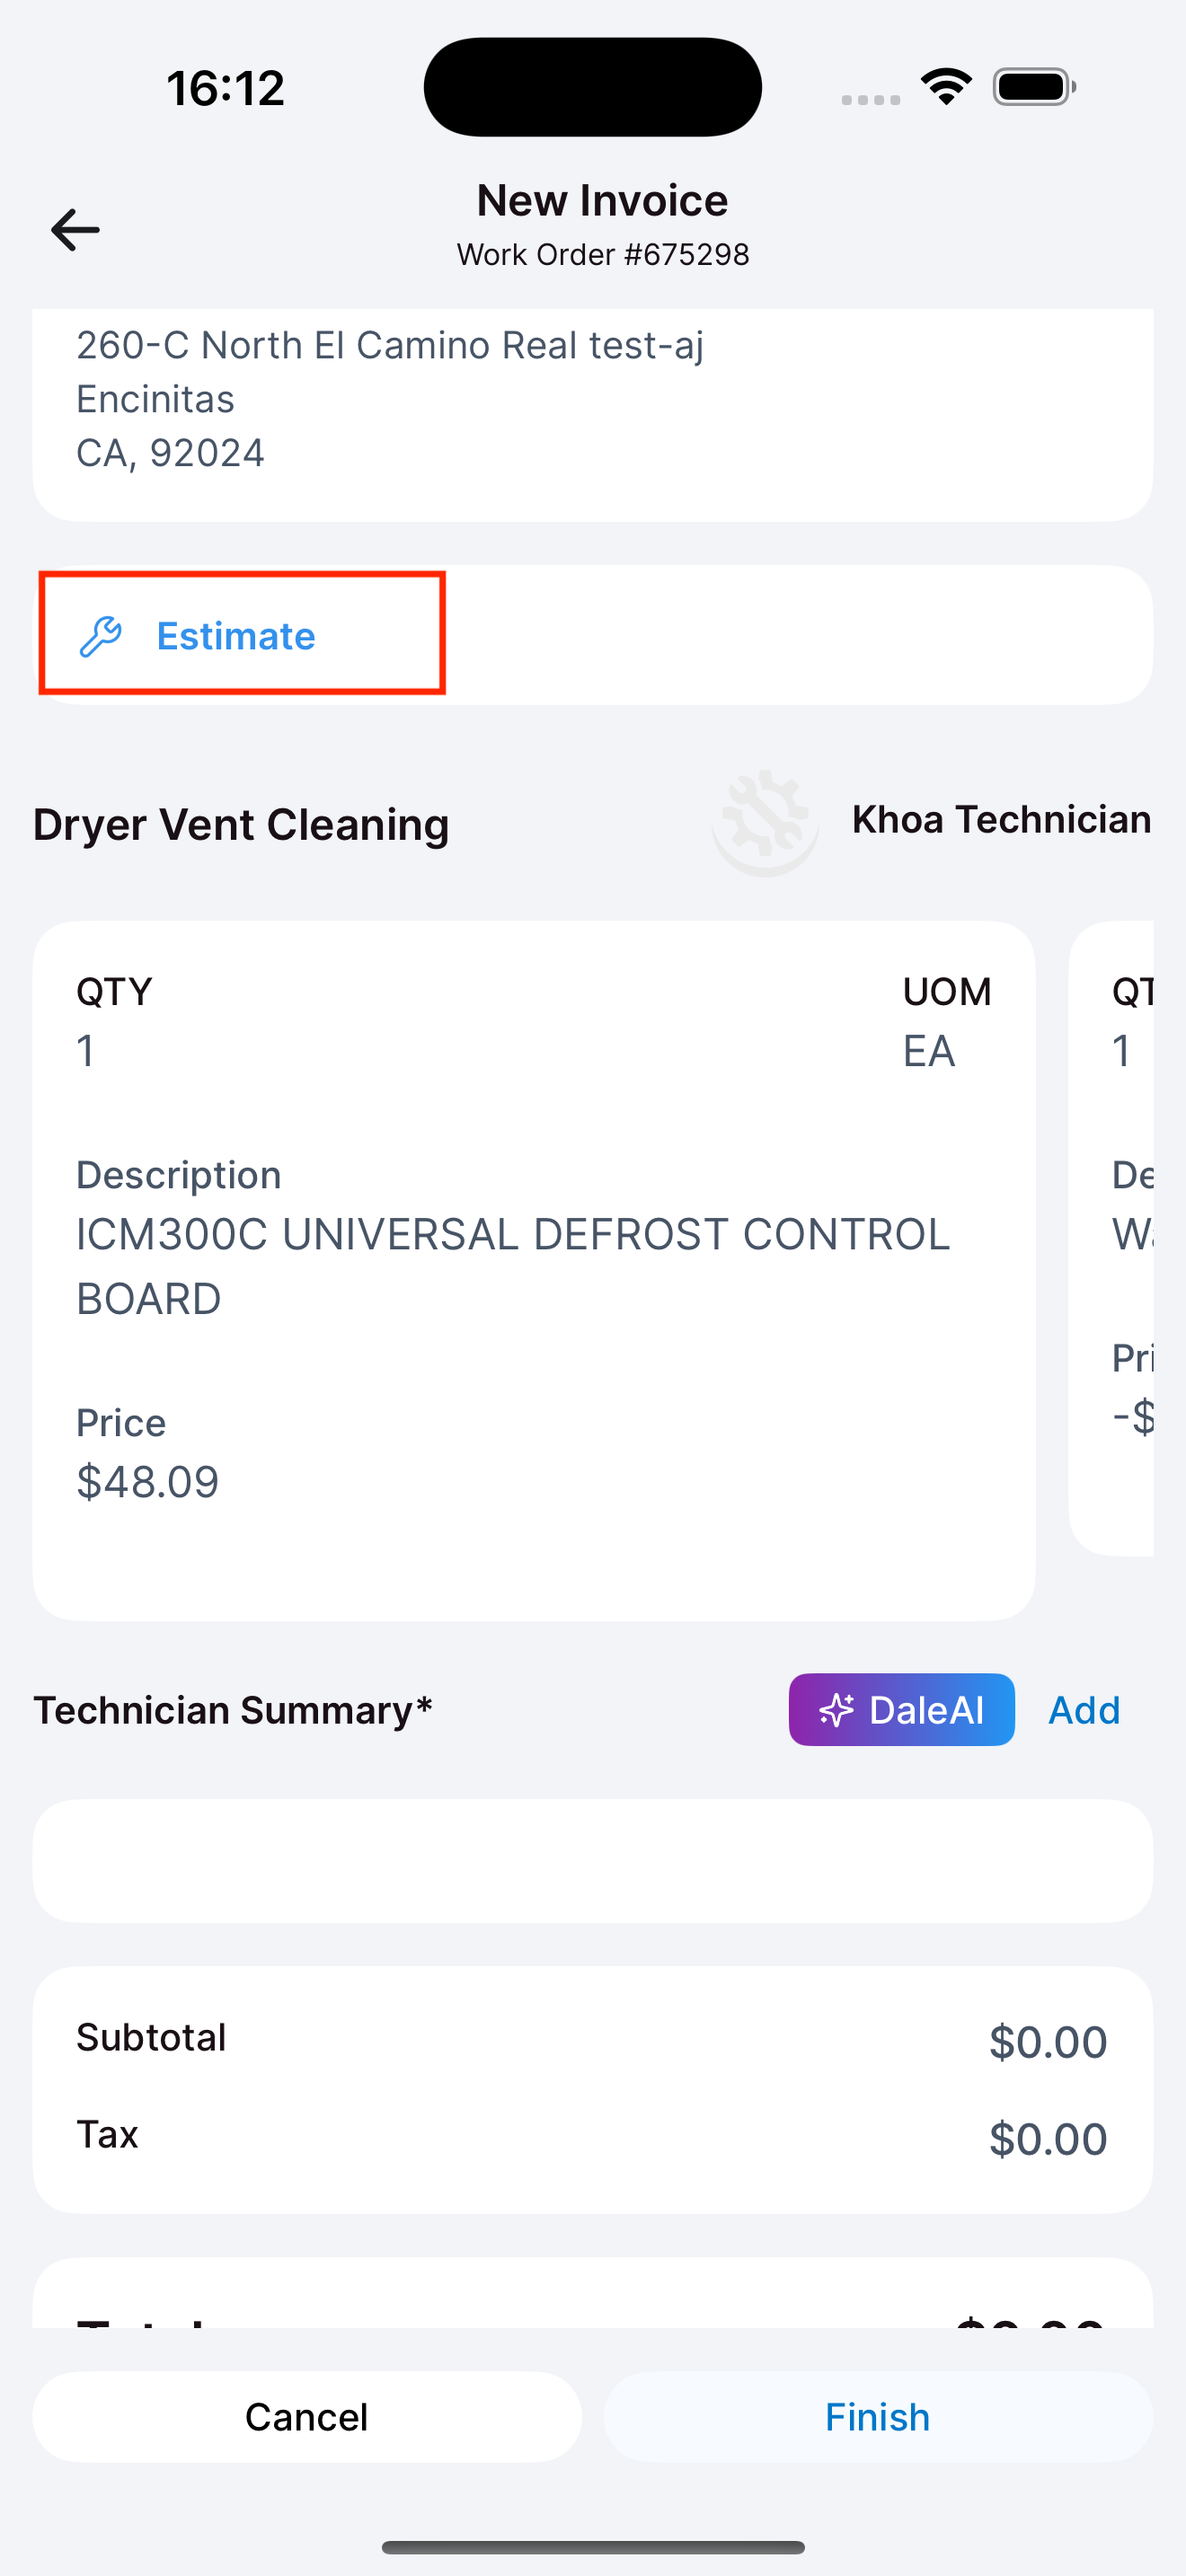 16:12
New Invoice
Work Order #675298
260-C North El Camino Real test-aj
Encinitas
CA, 92024
Estimate
Dryer Vent Cleaning
Khoa Technician
QTY
UOM
1
EA
Description
ICM300C UNIVERSAL DEFROST CONTROL
BOARD
Price
$48.09
QT
1
De
Pri
-$
Technician Summary*
DaleAI
Add
Subtotal
$0.00
Tax
$0.00
Cancel
Finish